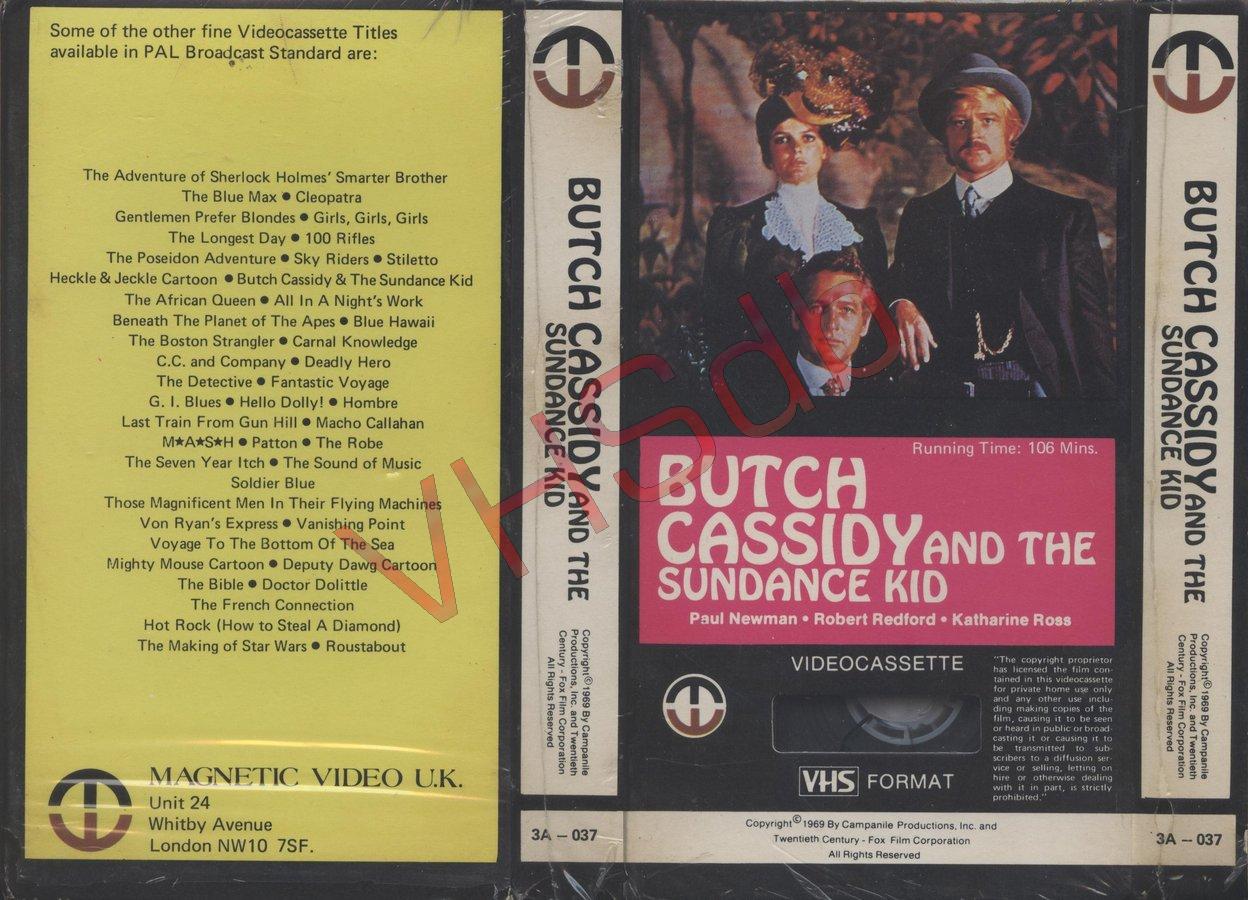 Some of the other fine Videocassette Titles
available in PAL Broadcast Standard are:
The Adventure of Sherlock Holmes' Smarter Brother
The Blue Max ● Cleopatra
Gentlemen Prefer Blondes ● Girls, Girls, Girls
The Longest Day ● 100 Rifles
The Poseidon Adventure ● Sky Riders ● Stiletto
Heckle & Jeckle Cartoon ● Butch Cassidy & The Sundance Kid
The African Queen ● All In A Night's Work
Beneath The Planet of The Apes ● Blue Hawaii
The Boston Strangler ● Carnal Knowledge
C.C. and Company ● Deadly Hero
The Detective ● Fantastic Voyage
G. I. Blues ● Hello Dolly! ● Hombre
Last Train From Gun Hill ● Macho Callahan
M★A★S★H ● Patton ● The Robe
The Seven Year Itch ● The Sound of Music
Soldier Blue
Those Magnificent Men In Their Flying Machines
Von Ryan's Express ● Vanishing Point
Voyage To The Bottom Of The Sea
Mighty Mouse Cartoon ● Deputy Dawg Cartoon
The Bible ● Doctor Dolittle
The French Connection
Hot Rock (How to Steal A Diamond)
The Making of Star Wars ● Roustabout
MAGNETIC VIDEO U.K.
Unit 24
Whitby Avenue
London NW10 7SF.
BUTCH CASSIDY AND THE
SUNDANCE KID
Copyright © 1969 By Campanile
Productions, Inc. and Twentieth
Century - Fox Film Corporation
All Rights Reserved
3A – 037
VHSdb
Running Time: 106 Mins.
BUTCH
CASSIDY AND THE
SUNDANCE KID
Paul Newman • Robert Redford • Katharine Ross
VIDEOCASSETTE
VHS FORMAT
"The copyright proprietor
has licensed the film con-
tained in this videocassette
for private home use only
and any other use inclu-
ding making copies of the
film, causing it to be seen
or heard in public or broad-
casting it or causing it to
be transmitted to sub-
scribers to a diffusion ser-
vice or selling, letting on
hire or otherwise dealing
with it in part, is strictly
prohibited."
Copyright © 1969 By Campanile Productions, Inc. and
Twentieth Century - Fox Film Corporation
All Rights Reserved
BUTCH CASSIDY AND THE
SUNDANCE KID
Copyright © 1969 By Campanile
Productions, Inc. and Twentieth
Century - Fox Film Corporation
All Rights Reserved
3A – 037